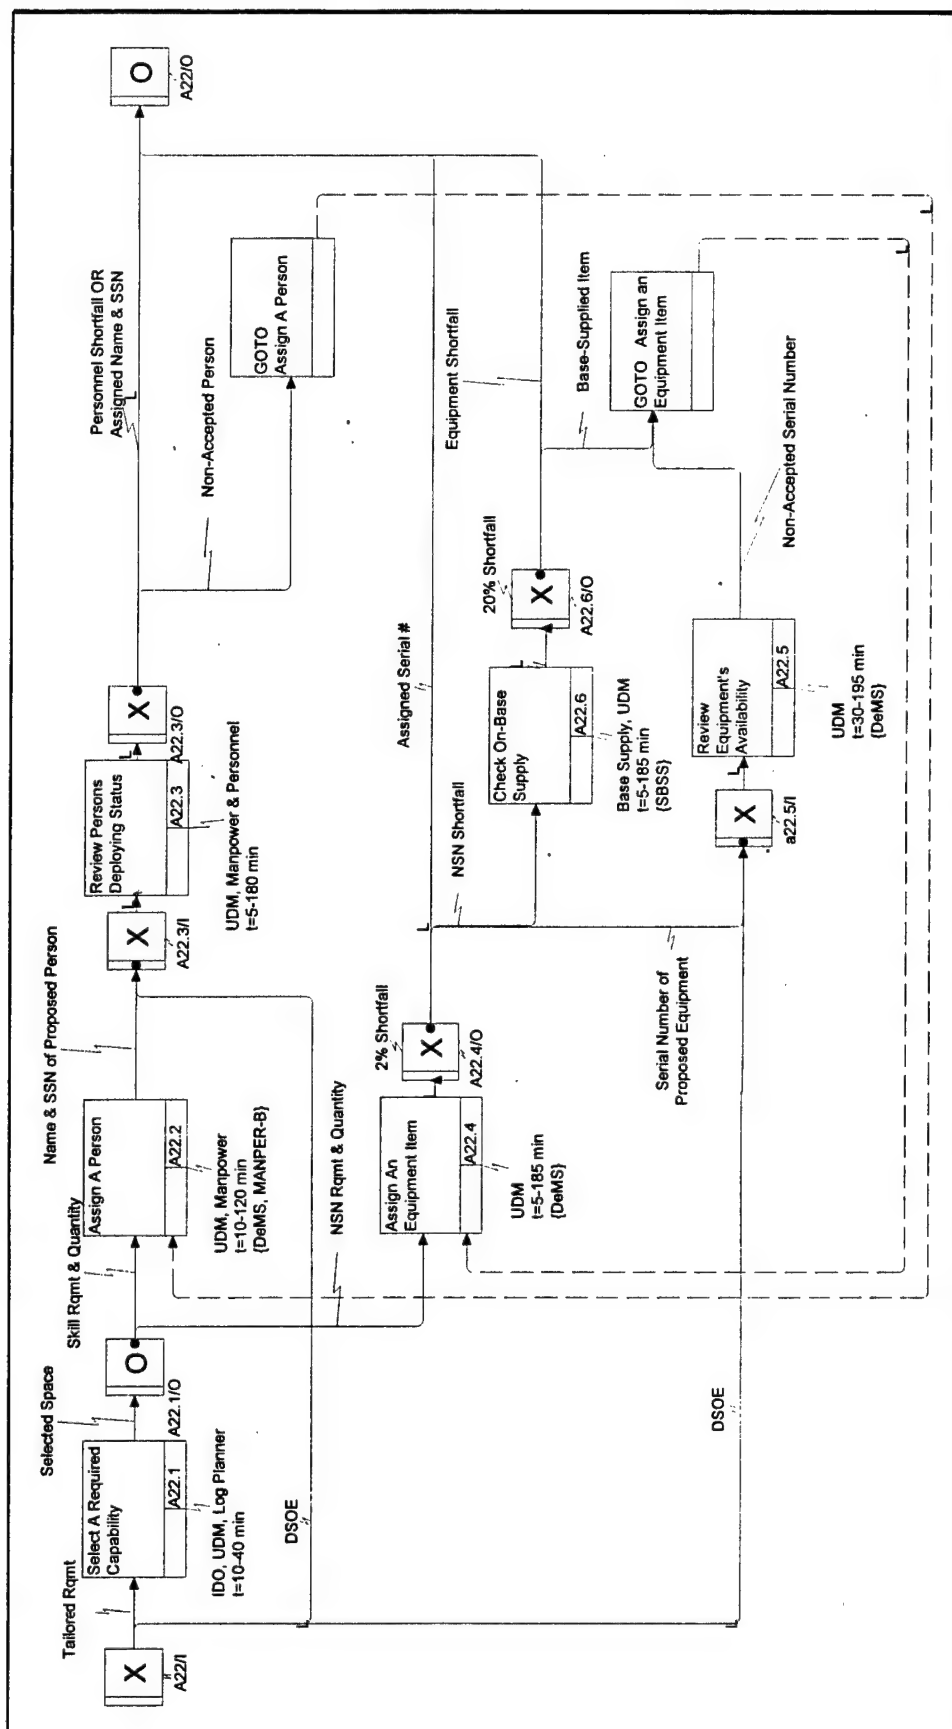 Tailored Rqmt
X
A22/I
Select A Required
Capability
A22.1
IDO, UDM, Log Planner
t=10-40 min
Selected Space
O
A22.1/O
Skill Rqmt & Quantity
Assign A Person
A22.2
UDM, Manpower
t=10-120 min
{DeMS, MANPER-B}
Name & SSN of Proposed Person
X
A22.3/I
L
Review Persons
Deploying Status
A22.3
UDM, Manpower & Personnel
t=5-180 min
L
X
A22.3/O
Personnel Shortfall OR
Assigned Name & SSN
L
O
A22/O
Non-Accepted Person
GOTO
Assign A Person
L
DSOE
L
NSN Rqmt & Quantity
Assign An
Equipment Item
A22.4
UDM
t=5-185 min
{DeMS}
L
2% Shortfall
X
A22.4/O
L
Assigned Serial #
NSN Shortfall
Check On-Base
Supply
A22.6
Base Supply, UDM
t=5-185 min
{SBSS}
L
20% Shortfall
X
A22.6/O
Equipment Shortfall
Base-Supplied Item
GOTO Assign an
Equipment Item
L
Serial Number of
Proposed Equipment
DSOE
L
X
a22.5/I
L
Review
Equipment's
Availability
A22.5
UDM
t=30-195 min
{DeMS}
Non-Accepted Serial Number